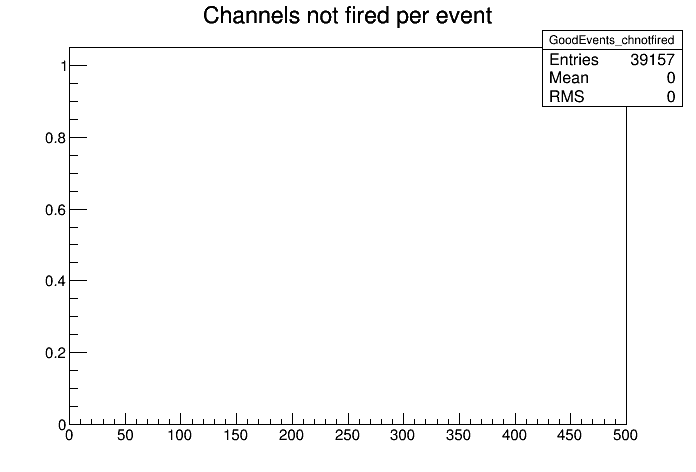 Channels not fired per event
GoodEvents_chnotfired
Entries 39157
Mean 0
RMS 0
1
0.8
0.6
0.4
0.2
0
0 50 100 150 200 250 300 350 400 450 500